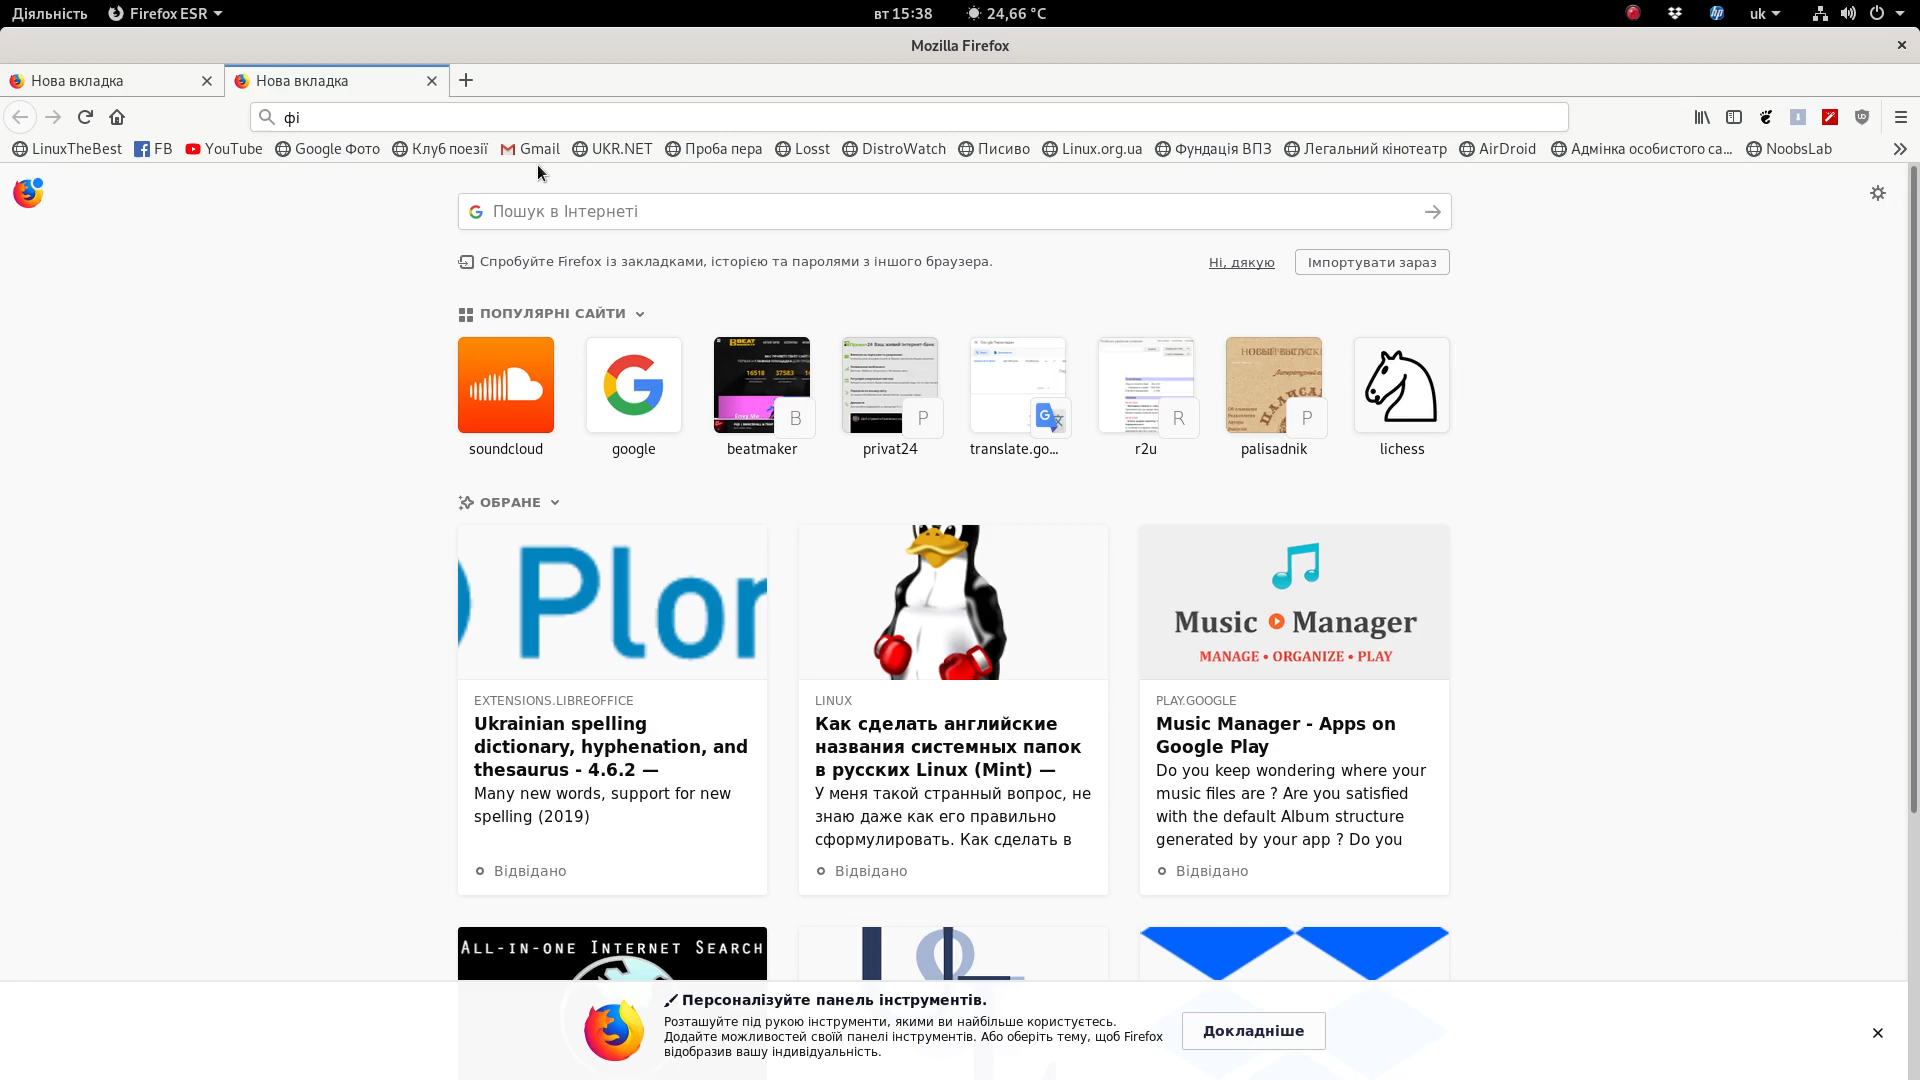 Діяльність Firefox ESR вт 15:38 24,66 °C uk
Mozilla Firefox
Нова вкладка Нова вкладка
фі
LinuxTheBest FB YouTube Google Фото Клуб поезії Gmail UKR.NET Проба пера Losst DistroWatch Писиво Linux.org.ua Фундація ВПЗ Легальний кінотеатр AirDroid Адмінка особистого са... NoobsLab
Пошук в Інтернеті
Спробуйте Firefox із закладками, історією та паролями з іншого браузера. Ні, дякую Імпортувати зараз
ПОПУЛЯРНІ САЙТИ
B P R P
soundcloud google beatmaker privat24 translate.go... r2u palisadnik lichess
ОБРАНЕ
Plon
Music Manager
MANAGE • ORGANIZE • PLAY
EXTENSIONS.LIBREOFFICE
Ukrainian spelling
dictionary, hyphenation, and
thesaurus - 4.6.2 —
Many new words, support for new
spelling (2019)
Відвідано
LINUX
Как сделать английские
названия системных папок
в русских Linux (Mint) —
У меня такой странный вопрос, не
знаю даже как его правильно
сформулировать. Как сделать в
Відвідано
PLAY.GOOGLE
Music Manager - Apps on
Google Play
Do you keep wondering where your
music files are ? Are you satisfied
with the default Album structure
generated by your app ? Do you
Відвідано
ALL-IN-ONE INTERNET SEARCH
Персоналізуйте панель інструментів.
Розташуйте під рукою інструменти, якими ви найбільше користуєтесь.
Додайте можливостей своїй панелі інструментів. Або оберіть тему, щоб Firefox
відобразив вашу індивідуальність.
Докладніше